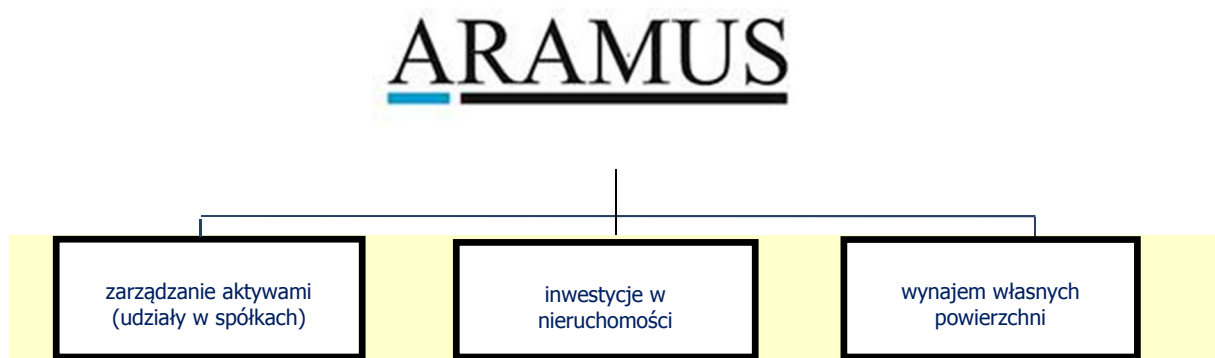 ARAMUS
zarządzanie aktywami
(udziały w spółkach)
inwestycje w
nieruchomości
wynajem własnych
powierzchni